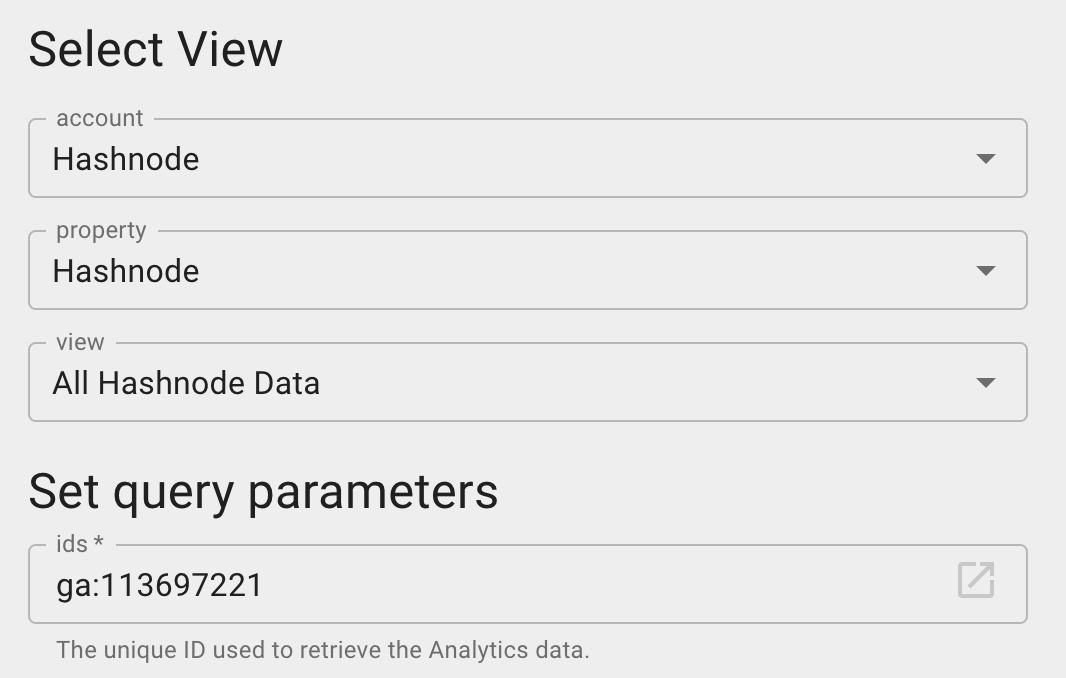 Select View
account
Hashnode
property
Hashnode
view
All Hashnode Data
Set query parameters
ids *
ga:113697221
The unique ID used to retrieve the Analytics data.